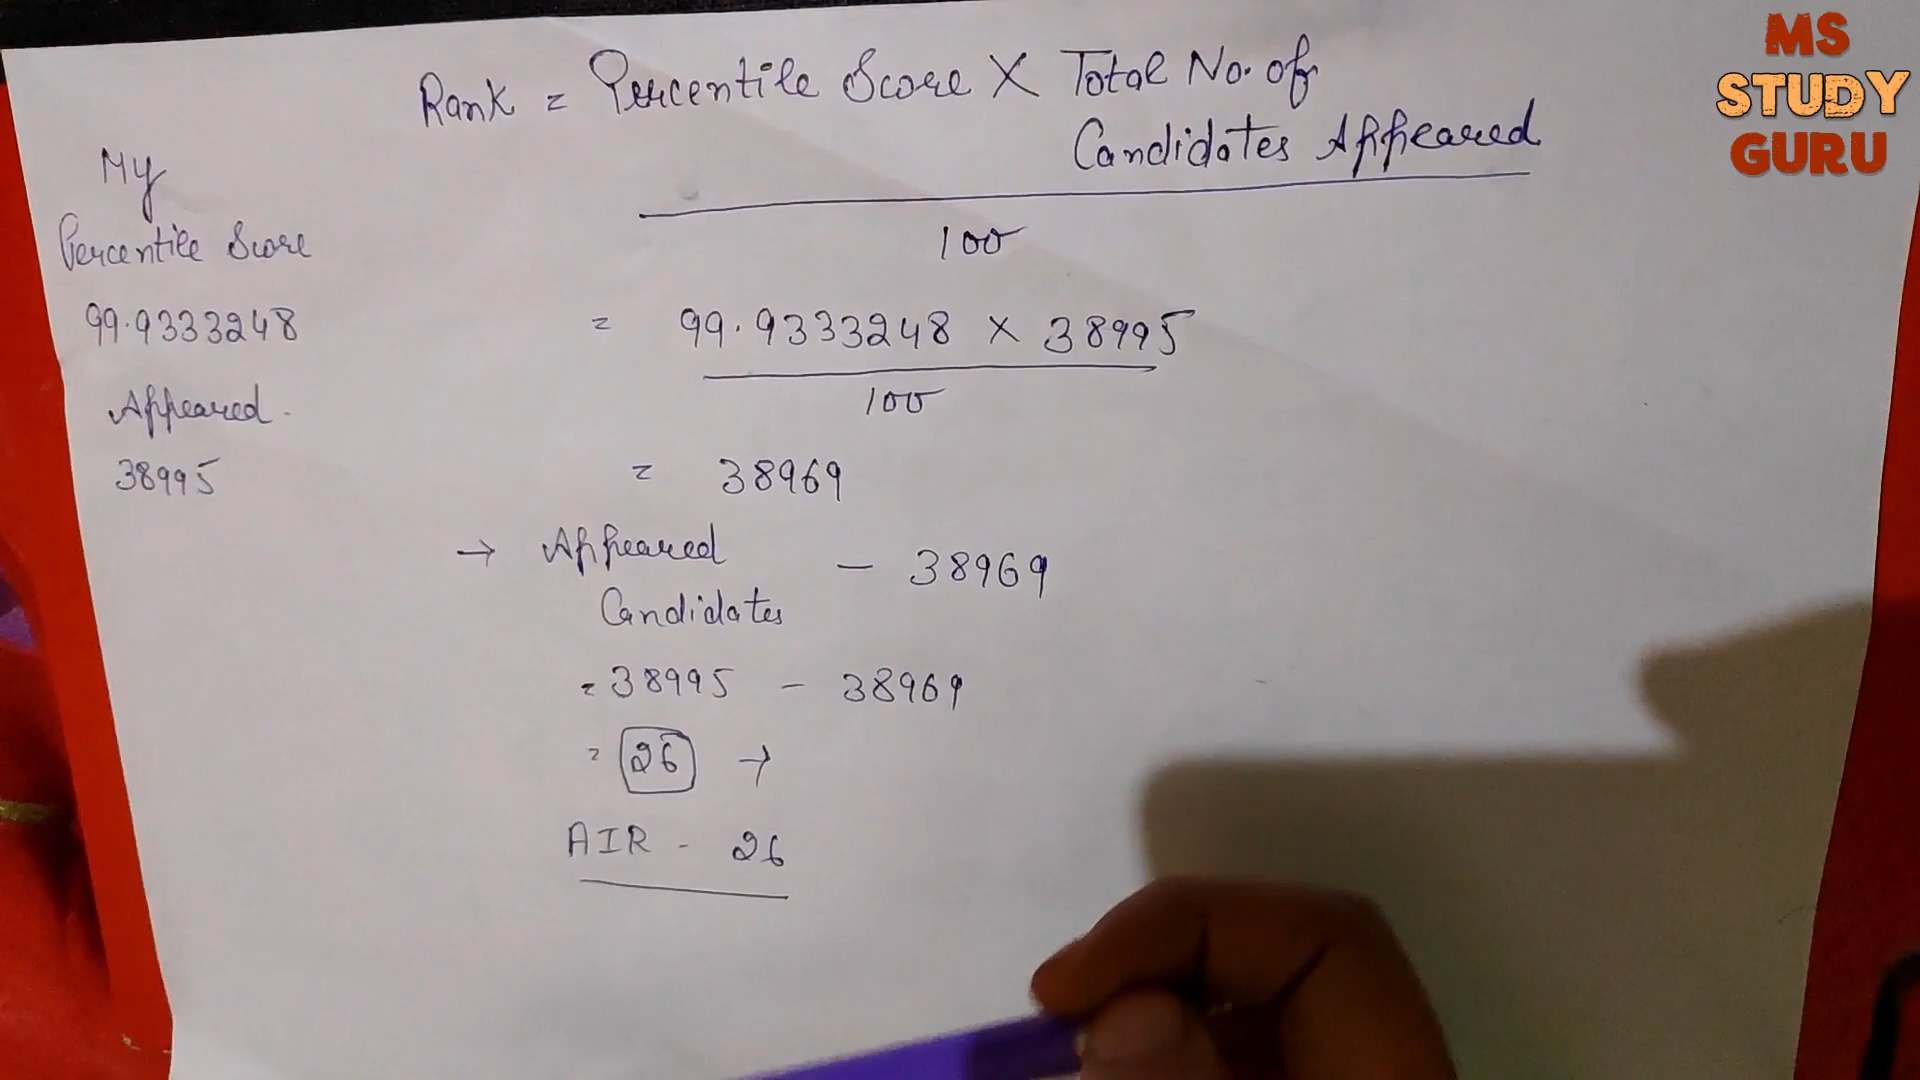 MS
STUDY
GURU
Rank = Percentile Score X Total No. of
Candidates Appeared
100
My
Percentile Score
99.9333248
Appeared.
38995
= 99.9333248 X 38995
100
= 38969
→ Appeared
Candidates - 38969
= 38995 - 38969
= 26 →
AIR - 26